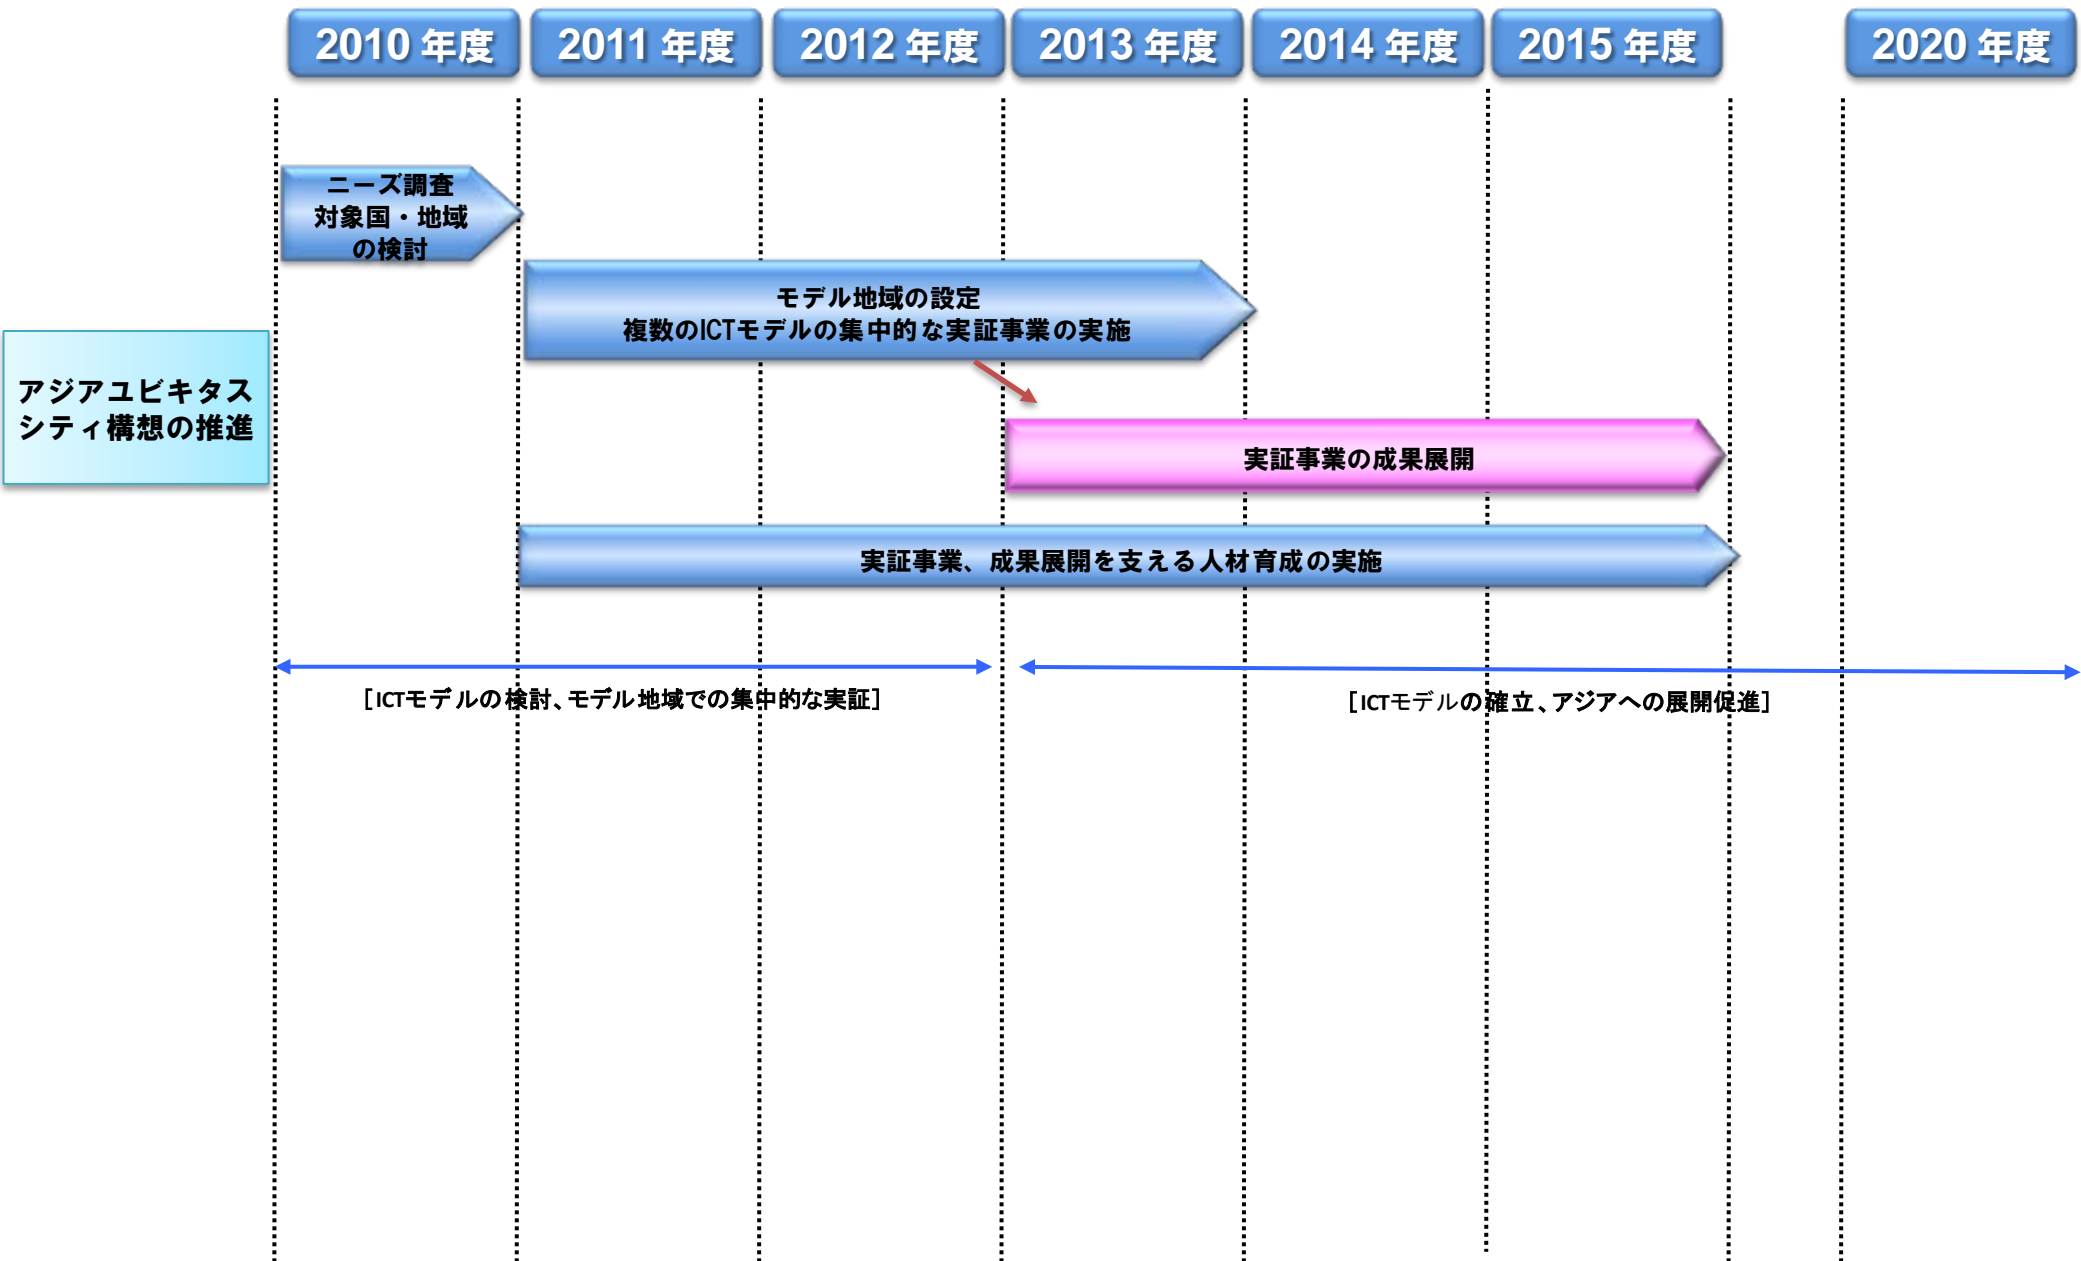 2010 年度
2011 年度
2012 年度
2013 年度
2014 年度
2015 年度
2020 年度
ニーズ調査
対象国・地域
の検討
モデル地域の設定
複数のICTモデルの集中的な実証事業の実施
アジアユビキタス
シティ構想の推進
実証事業の成果展開
実証事業、成果展開を支える人材育成の実施
［ICTモデルの検討、モデル地域での集中的な実証］
［ICTモデルの確立、アジアへの展開促進］